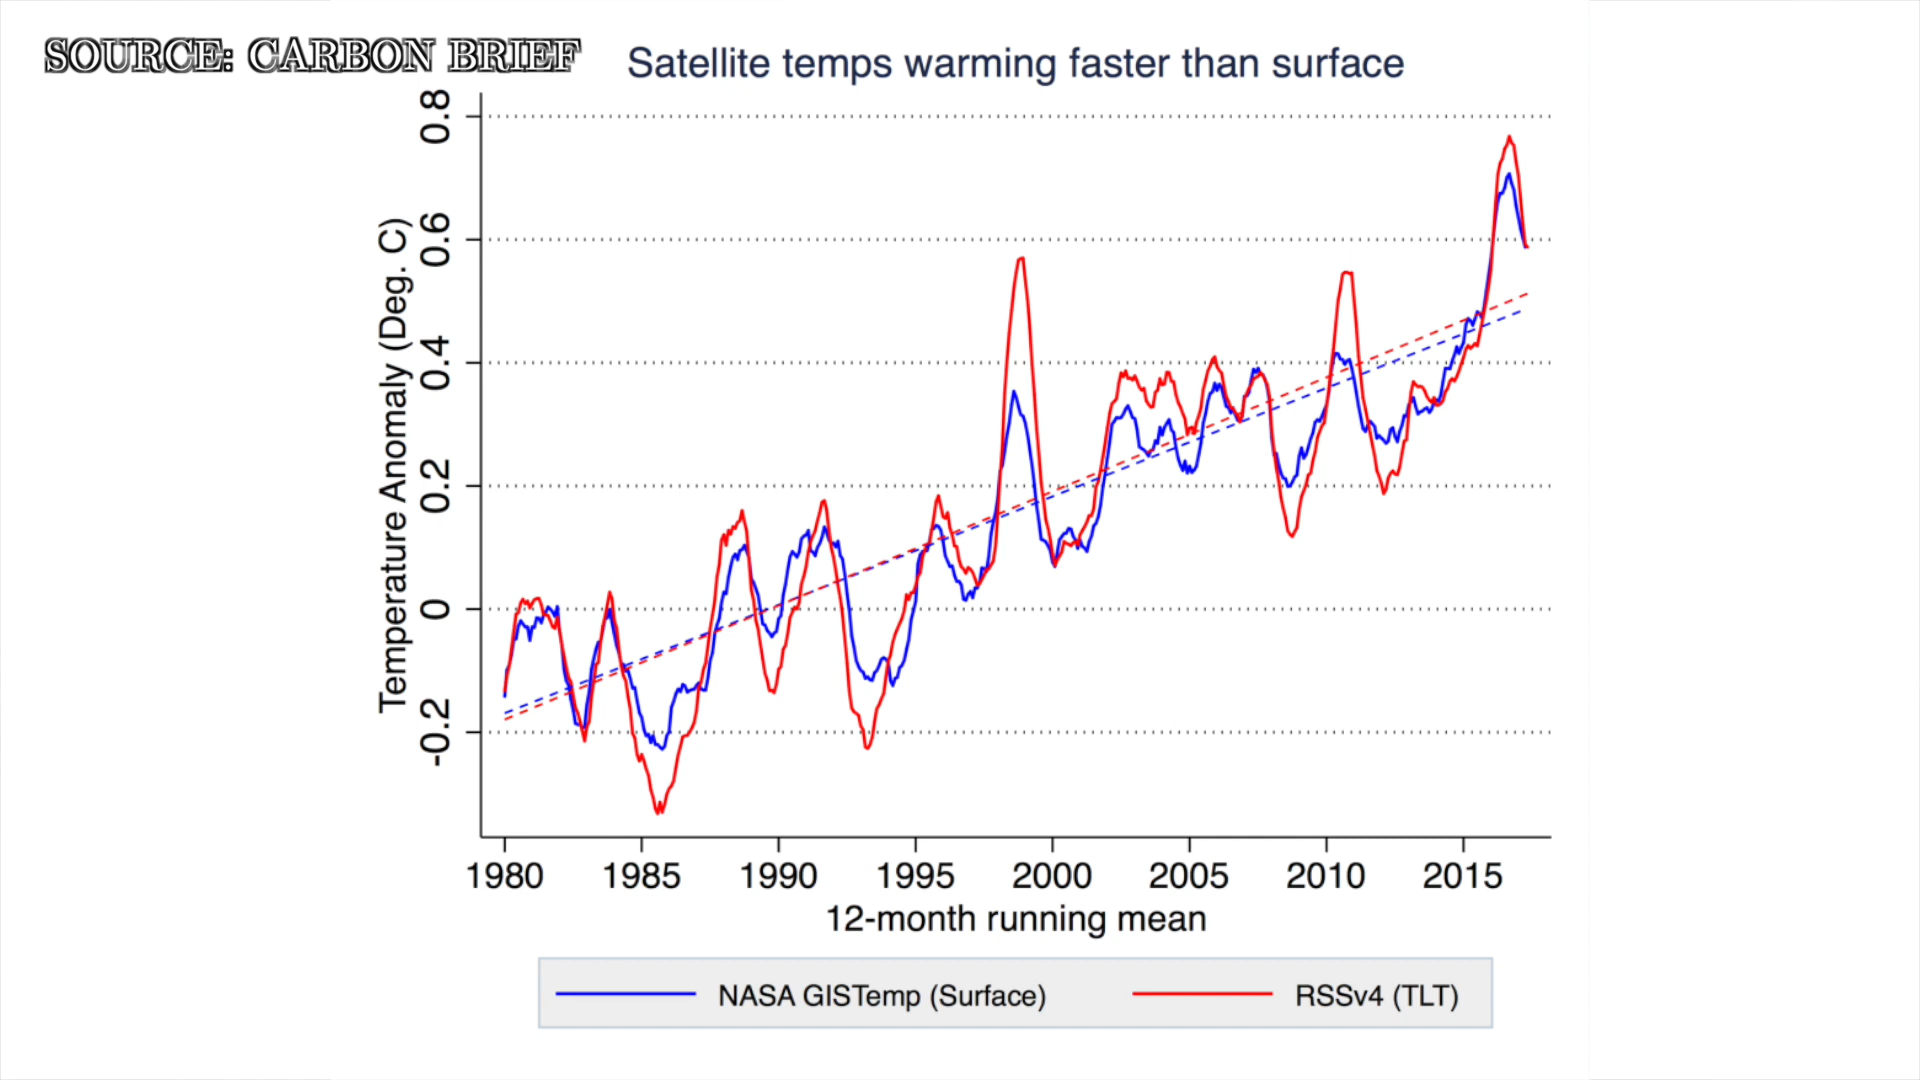 SOURCE: CARBON BRIEF
Satellite temps warming faster than surface
Temperature Anomaly (Deg. C)
0.8
0.6
0.4
0.2
0
-0.2
1980 1985 1990 1995 2000 2005 2010 2015
12-month running mean
NASA GISTemp (Surface) RSSv4 (TLT)